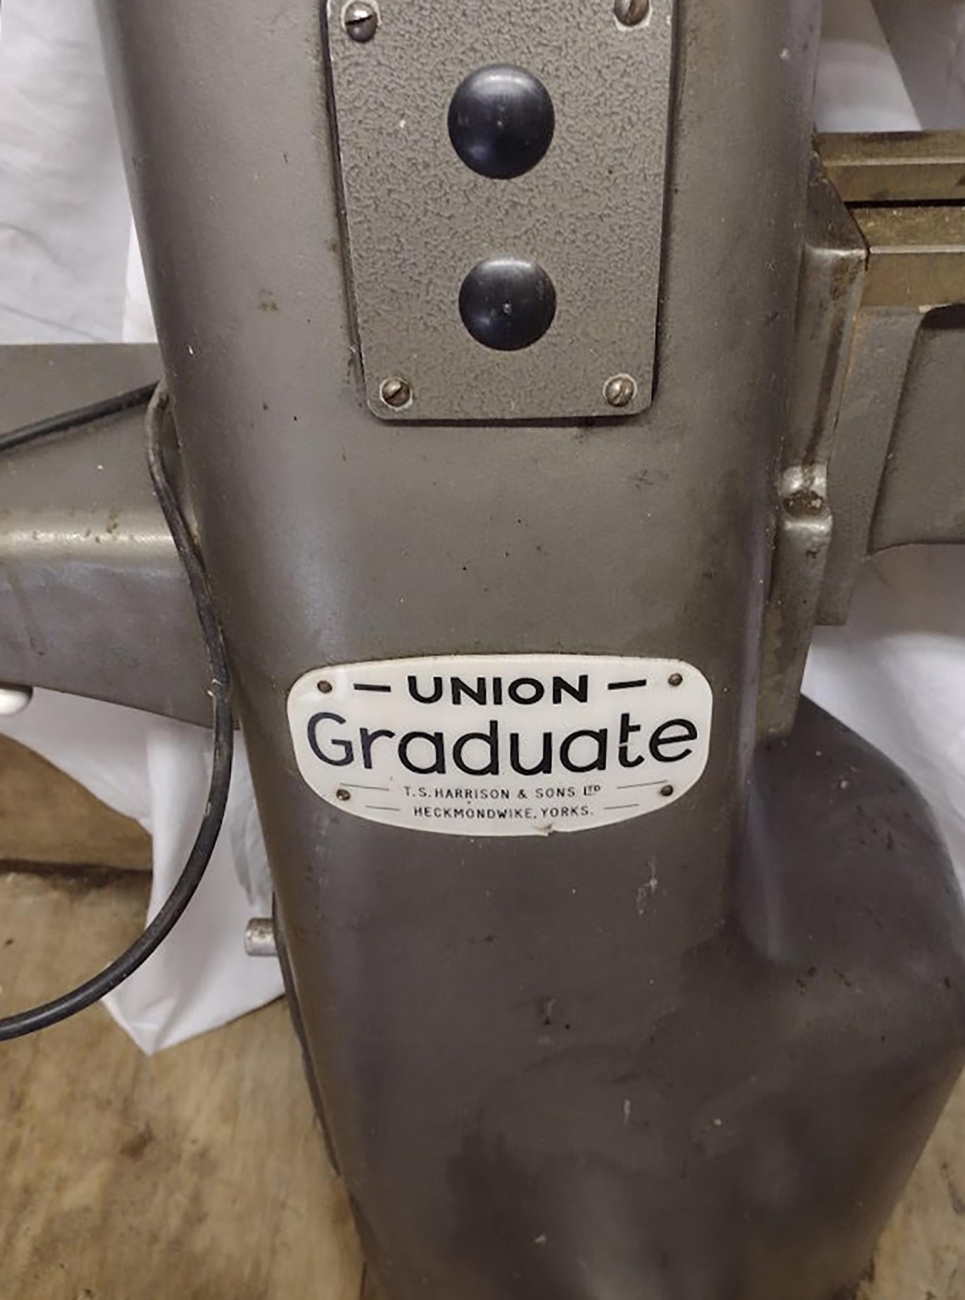 — UNION —
Graduate
T.S. HARRISON & SONS LTD
HECKMONDWIKE, YORKS.